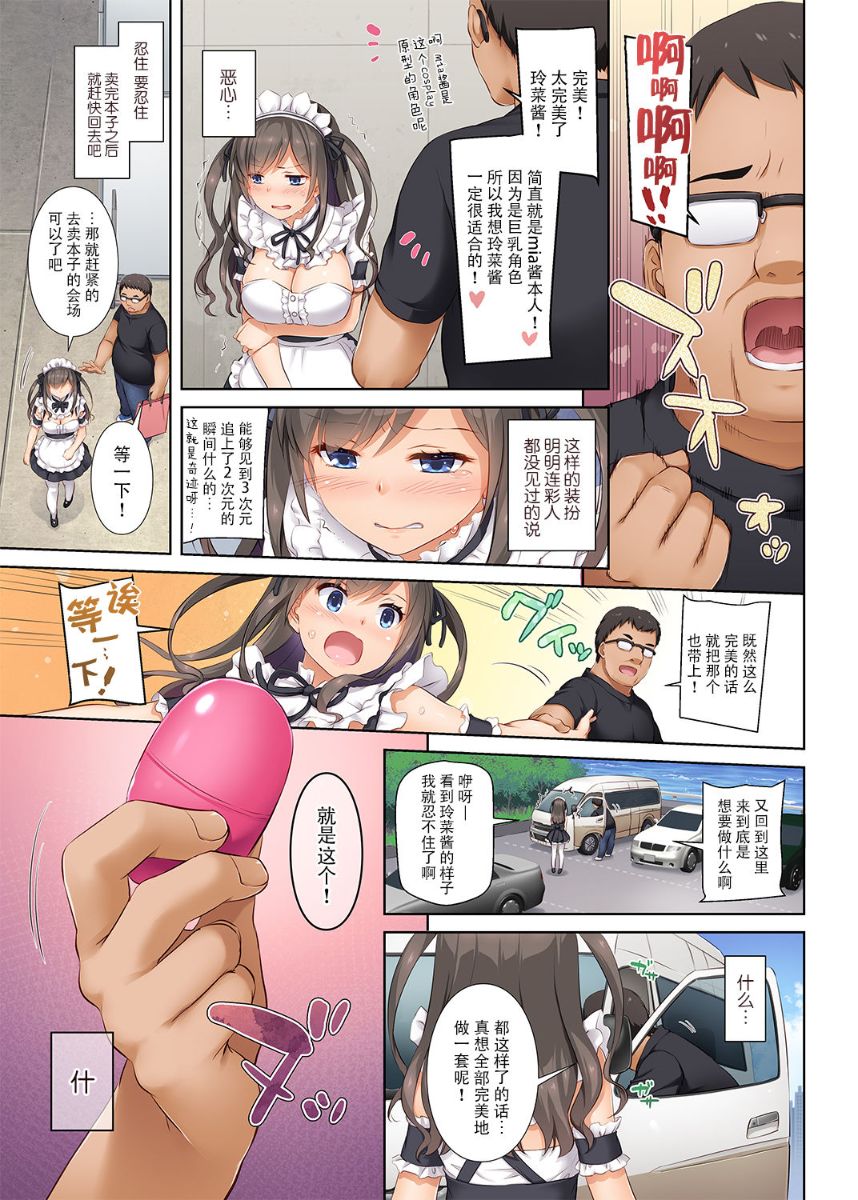 啊
啊
啊
啊
!!
ズオオ
完美！
太完美了
玲菜酱！
简直就是mia酱本人！
因为是巨乳角色
所以我想玲菜酱
一定很适合的！
啊 mia酱是
这个cosplay
原型的角色呢
恶心…
忍住 要忍住
卖完本子之后
就赶快回去吧
…那就赶紧的
去卖本子的会场
可以了吧
等一下！
这样的装扮
明明连彩人
都没见过的说
能够见到3次元
追上了2次元的
瞬间什么的…
这就是奇迹呀…！
既然这么
完美的话
就把那个
也带上！
グイッ
诶
等一下！
又回到这里
来到底是
想要做什么啊
咿呀—
看到玲菜酱的样子
我就忍不住了啊
什么…
ガサ
ガサ
都这样了的话…
真想全部完美地
做一套呢！
就是这个！
ズ
什